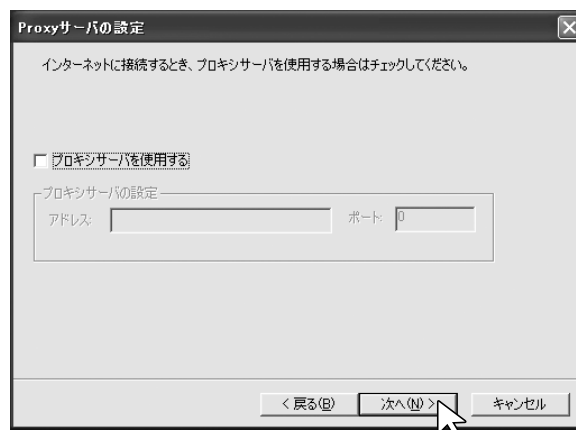 Proxyサーバの設定
インターネットに接続するとき、プロキシサーバを使用する場合はチェックしてください。
プロキシサーバを使用する
プロキシサーバの設定
アドレス: ポート: 0
< 戻る(B) 次へ(N) > キャンセル